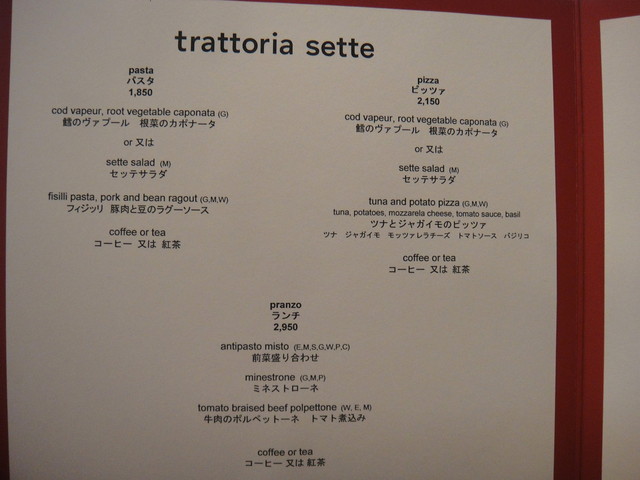 trattoria sette
pasta
パスタ
1,850
cod vapeur, root vegetable caponata (G)
鱈のヴァプール 根菜のカポナータ
or 又は
sette salad (M)
セッテサラダ
fisilli pasta, pork and bean ragout (G,M,W)
フィジッリ 豚肉と豆のラグーソース
coffee or tea
コーヒー 又は 紅茶
pizza
ピッツァ
2,150
cod vapeur, root vegetable caponata (G)
鱈のヴァプール 根菜のカポナータ
or 又は
sette salad (M)
セッテサラダ
tuna and potato pizza (G,M,W)
tuna, potatoes, mozzarela cheese, tomato sauce, basil
ツナとジャガイモのピッツァ
ツナ ジャガイモ モッツァレラチーズ トマトソース バジリコ
coffee or tea
コーヒー 又は 紅茶
pranzo
ランチ
2,950
antipasto misto (E,M,S,G,W,P,C)
前菜盛り合わせ
minestrone (G,M,P)
ミネストローネ
tomato braised beef polpettone (W, E, M)
牛肉のポルペットーネ トマト煮込み
coffee or tea
コーヒー 又は 紅茶